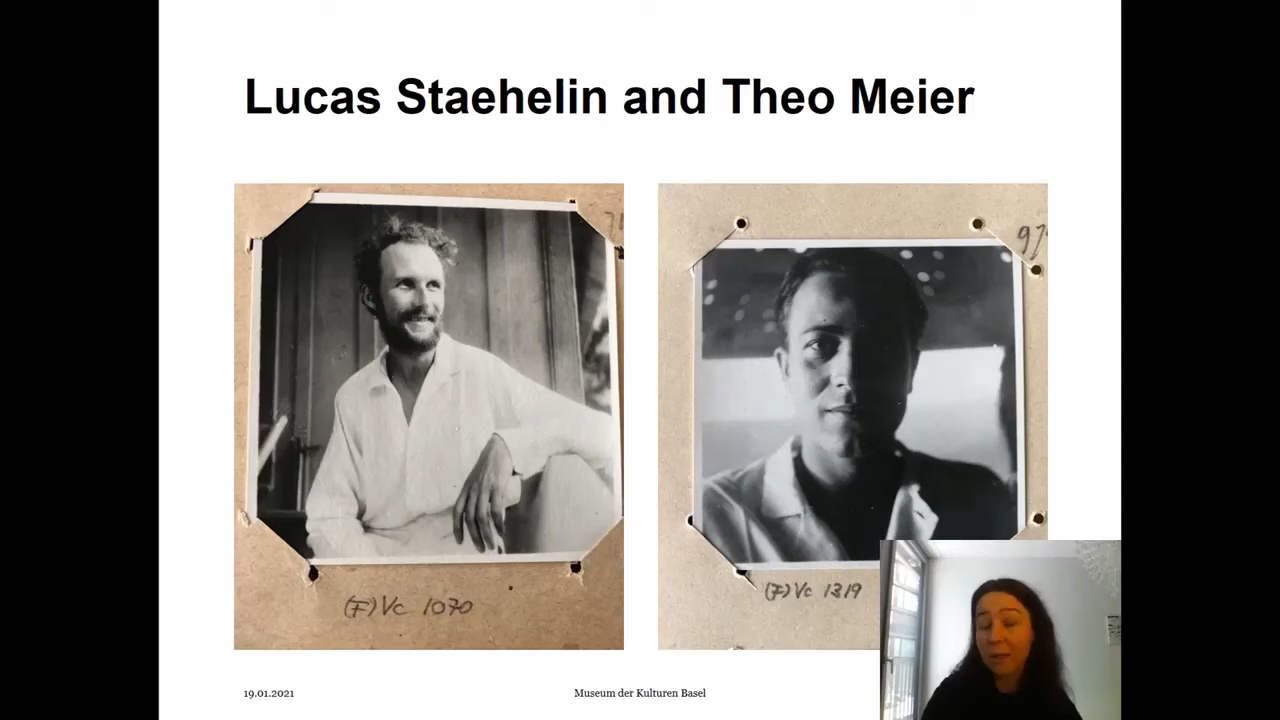 Lucas Staehelin and Theo Meier
(F)Vc 1070
(F)Vc 1319
19.01.2021
Museum der Kulturen Basel